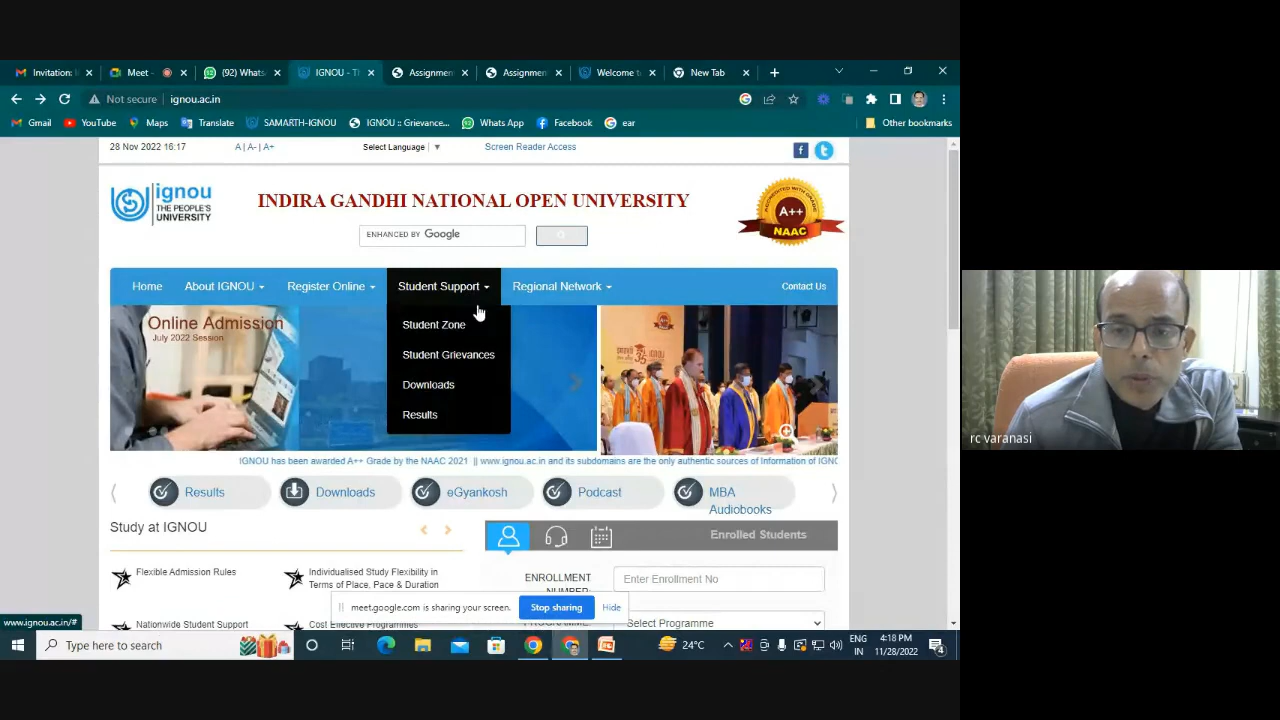 Invitation: I
Meet -
(92) Whats
IGNOU - Th
Assignmen
Assignmen
Welcome t
New Tab
Not secure
ignou.ac.in
Gmail
YouTube
Maps
Translate
SAMARTH-IGNOU
IGNOU :: Grievance...
Whats App
Facebook
ear
Other bookmarks
28 Nov 2022 16:17
A | A- | A+
Select Language
Screen Reader Access
ignou
THE PEOPLE'S
UNIVERSITY
INDIRA GANDHI NATIONAL OPEN UNIVERSITY
ENHANCED BY Google
ACCREDITED WITH GRADE
A++
NAAC
Home
About IGNOU
Register Online
Student Support
Regional Network
Contact Us
Online Admission
July 2022 Session
Student Zone
Student Grievances
Downloads
Results
IGNOU has been awarded A++ Grade by the NAAC 2021 || www.ignou.ac.in and its subdomains are the only authentic sources of Information of IGNO
Results
Downloads
eGyankosh
Podcast
MBA
Audiobooks
Study at IGNOU
Enrolled Students
Flexible Admission Rules
Individualised Study Flexibility in
Terms of Place, Pace & Duration
ENROLLMENT
NUMBER:
Enter Enrollment No
Nationwide Student Support
Cost Effective Programmes
PROGRAMME
Select Programme
meet.google.com is sharing your screen.
Stop sharing
Hide
www.ignou.ac.in/#
Type here to search
24°C
ENG
IN
4:18 PM
11/28/2022
4
rc varanasi